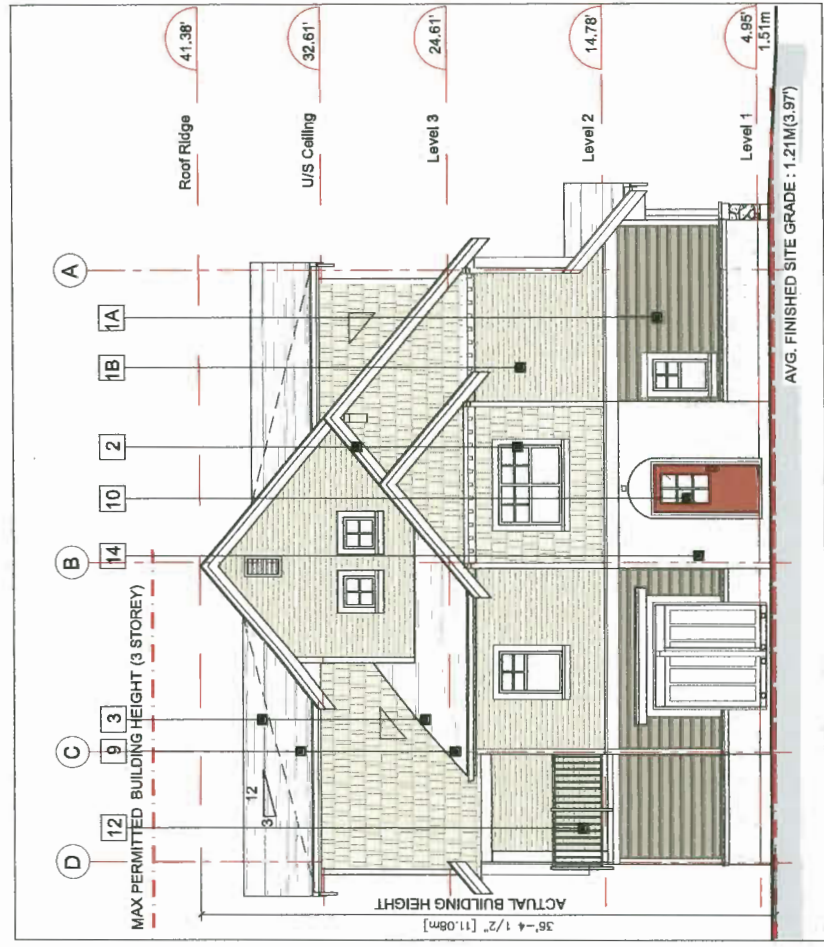 MAX PERMITTED BUILDING HEIGHT (3 STOREY)
D
12
C
9
3
B
14
10
2
1B
1A
A
12
3
Roof Ridge
41.38'
U/S Ceiling
32.61'
Level 3
24.61'
Level 2
14.78'
Level 1
4.95'
1.51m
AVG. FINISHED SITE GRADE : 1.21M(3.97')
36'-4 1/2" [11.08m]
ACTUAL BUILDING HEIGHT